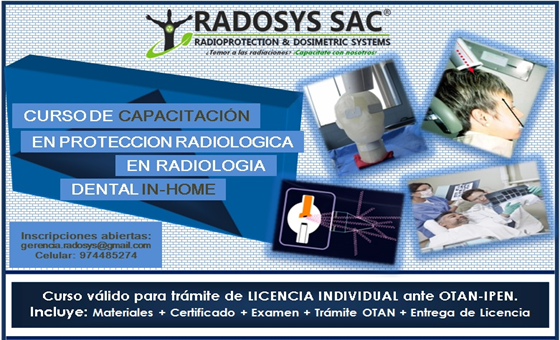 RADOSYS SAC®
RADIOPROTECTION & DOSIMETRIC SYSTEMS
¿Temor a las radiaciones? ¡Capacítate con nosotros!
CURSO DE CAPACITACIÓN
EN PROTECCION RADIOLOGICA
EN RADIOLOGIA
DENTAL IN-HOME
Inscripciones abiertas:
gerencia.radosys@gmail.com
Celular: 974485274
Curso válido para trámite de LICENCIA INDIVIDUAL ante OTAN-IPEN.
Incluye: Materiales + Certificado + Examen + Trámite OTAN + Entrega de Licencia